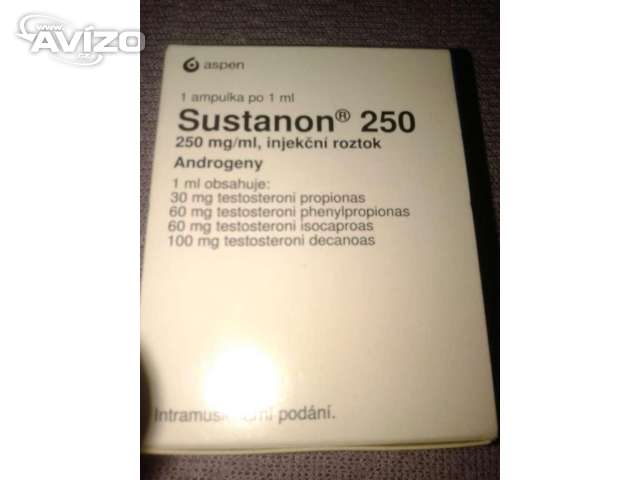 AVÍZO
aspen
1 ampulka po 1 ml
Sustanon® 250
250 mg/ml, injekční roztok
Androgeny
1 ml obsahuje:
30 mg testosteroni propionas
60 mg testosteroni phenylpropionas
60 mg testosteroni isocaproas
100 mg testosteroni decanoas
podání.